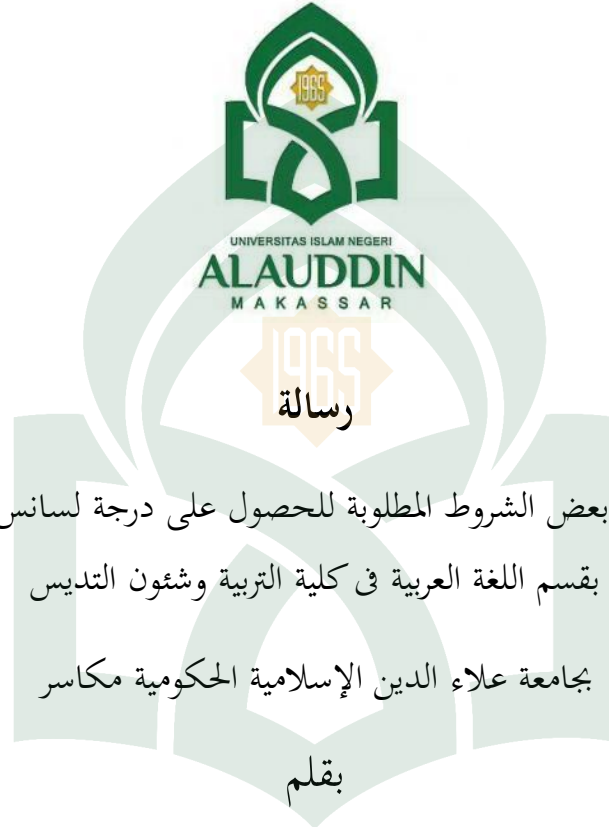 1965
UNIVERSITAS ISLAM NEGERI
ALAUDDIN
MAKASSAR
1965
رسالة
بعض الشروط المطلوبة للحصول على درجة لسانس
بقسم اللغة العربية فى كلية التربية وشئون التديس
بجامعة علاء الدين الإسلامية الحكومية مكاسر
بقلم